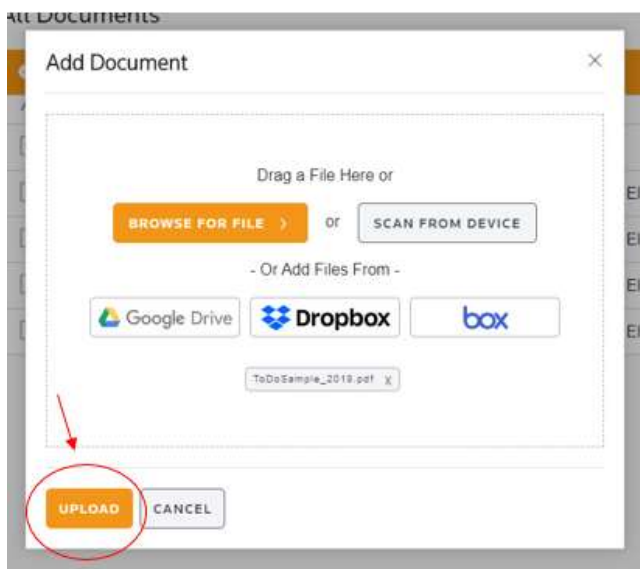 All Documents
Add Document
Drag a File Here or
BROWSE FOR FILE
or
SCAN FROM DEVICE
- Or Add Files From -
Google Drive
Dropbox
box
ToDoSample_2019.pdf X
UPLOAD
CANCEL